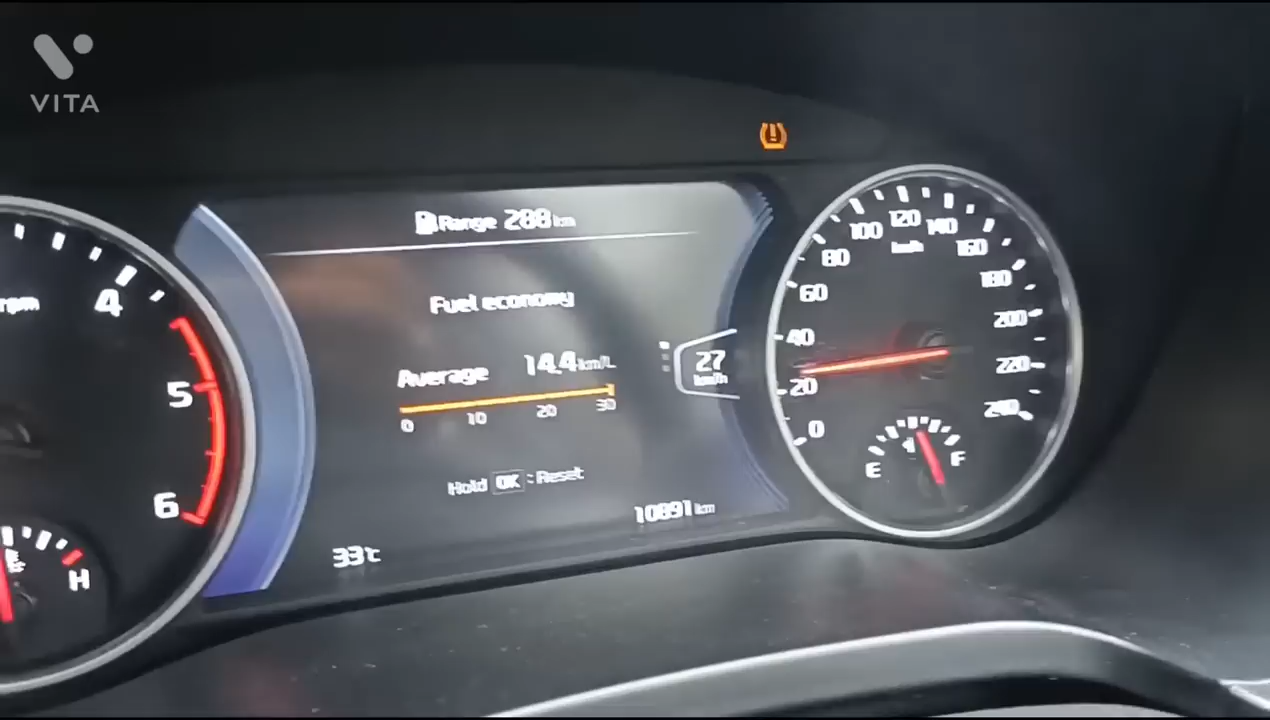 VITA
Range 288 km
Fuel economy
Average 14.4 km/L
0 10 20 30
Hold OK : Reset
10891 km
33°C
27
km/h
rpm
4
5
6
H
0
20
40
60
80
100
120
140
160
180
200
220
240
km/h
E F